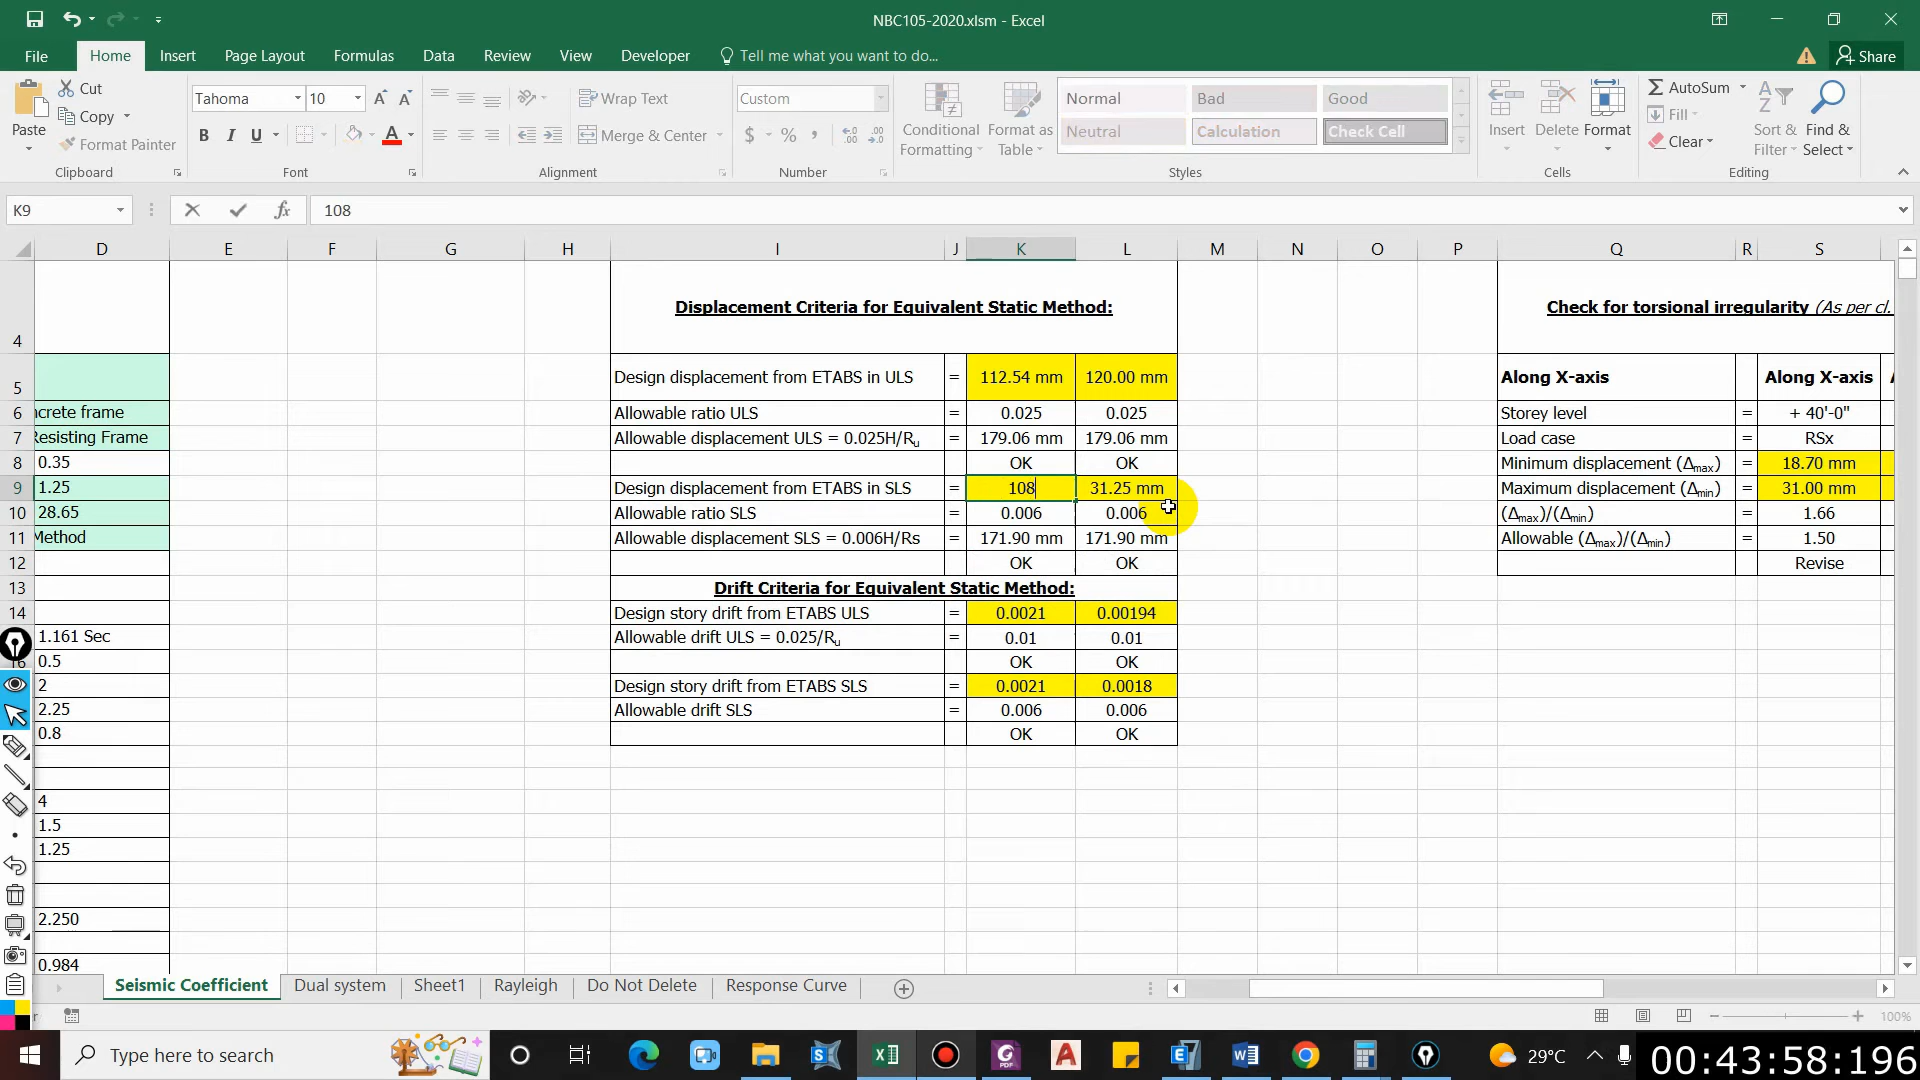 NBC105-2020.xlsm - Excel
File Home Insert Page Layout Formulas Data Review View Developer Tell me what you want to do... Share
Paste Cut Copy Format Painter Clipboard
Tahoma 10 B I U A Font
Wrap Text Merge & Center Alignment
Custom $ % , Number
Conditional Formatting Format as Table
Normal Bad Good
Neutral Calculation Check Cell
Styles
Insert Delete Format Cells
AutoSum Fill Clear Sort & Filter Find & Select Editing
K9 fx 108
D E F G H I J K L M N O P Q R S
4 Displacement Criteria for Equivalent Static Method: Check for torsional irregularity (As per cl.
5 Design displacement from ETABS in ULS = 112.54 mm 120.00 mm Along X-axis Along X-axis
6 ncrete frame Allowable ratio ULS = 0.025 0.025 Storey level = + 40'-0"
7 Resisting Frame Allowable displacement ULS = 0.025H/Ru = 179.06 mm 179.06 mm Load case = RSx
8 0.35 OK OK Minimum displacement (Δmax) = 18.70 mm
9 1.25 Design displacement from ETABS in SLS = 108 31.25 mm Maximum displacement (Δmin) = 31.00 mm
10 28.65 Allowable ratio SLS = 0.006 0.006 (Δmax)/(Δmin) = 1.66
11 Method Allowable displacement SLS = 0.006H/Rs = 171.90 mm 171.90 mm Allowable (Δmax)/(Δmin) = 1.50
12 OK OK Revise
13 Drift Criteria for Equivalent Static Method:
14 Design story drift from ETABS ULS = 0.0021 0.00194
1.161 Sec Allowable drift ULS = 0.025/Ru = 0.01 0.01
16 0.5 OK OK
2 Design story drift from ETABS SLS = 0.0021 0.0018
2.25 Allowable drift SLS = 0.006 0.006
0.8 OK OK
4
1.5
1.25
2.250
0.984
Seismic Coefficient Dual system Sheet1 Rayleigh Do Not Delete Response Curve
100%
Type here to search 29°C 00:43:58:196